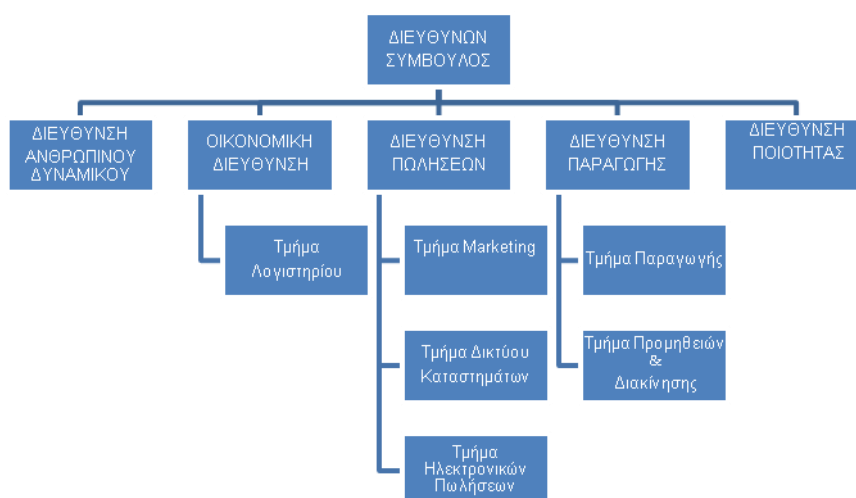 ΔΙΕΥΘΥΝΩΝ
ΣΥΜΒΟΥΛΟΣ
ΔΙΕΥΘΥΝΣΗ
ΑΝΘΡΩΠΙΝΟΥ
ΔΥΝΑΜΙΚΟΥ
ΟΙΚΟΝΟΜΙΚΗ
ΔΙΕΥΘΥΝΣΗ
ΔΙΕΥΘΥΝΣΗ
ΠΩΛΗΣΕΩΝ
ΔΙΕΥΘΥΝΣΗ
ΠΑΡΑΓΩΓΗΣ
ΔΙΕΥΘΥΝΣΗ
ΠΟΙΟΤΗΤΑΣ
Τμήμα
Λογιστηρίου
Τμήμα Marketing
Τμήμα Δικτύου
Καταστημάτων
Τμήμα
Ηλεκτρονικών
Πωλήσεων
Τμήμα Παραγωγής
Τμήμα Προμηθειών
&
Διακίνησης